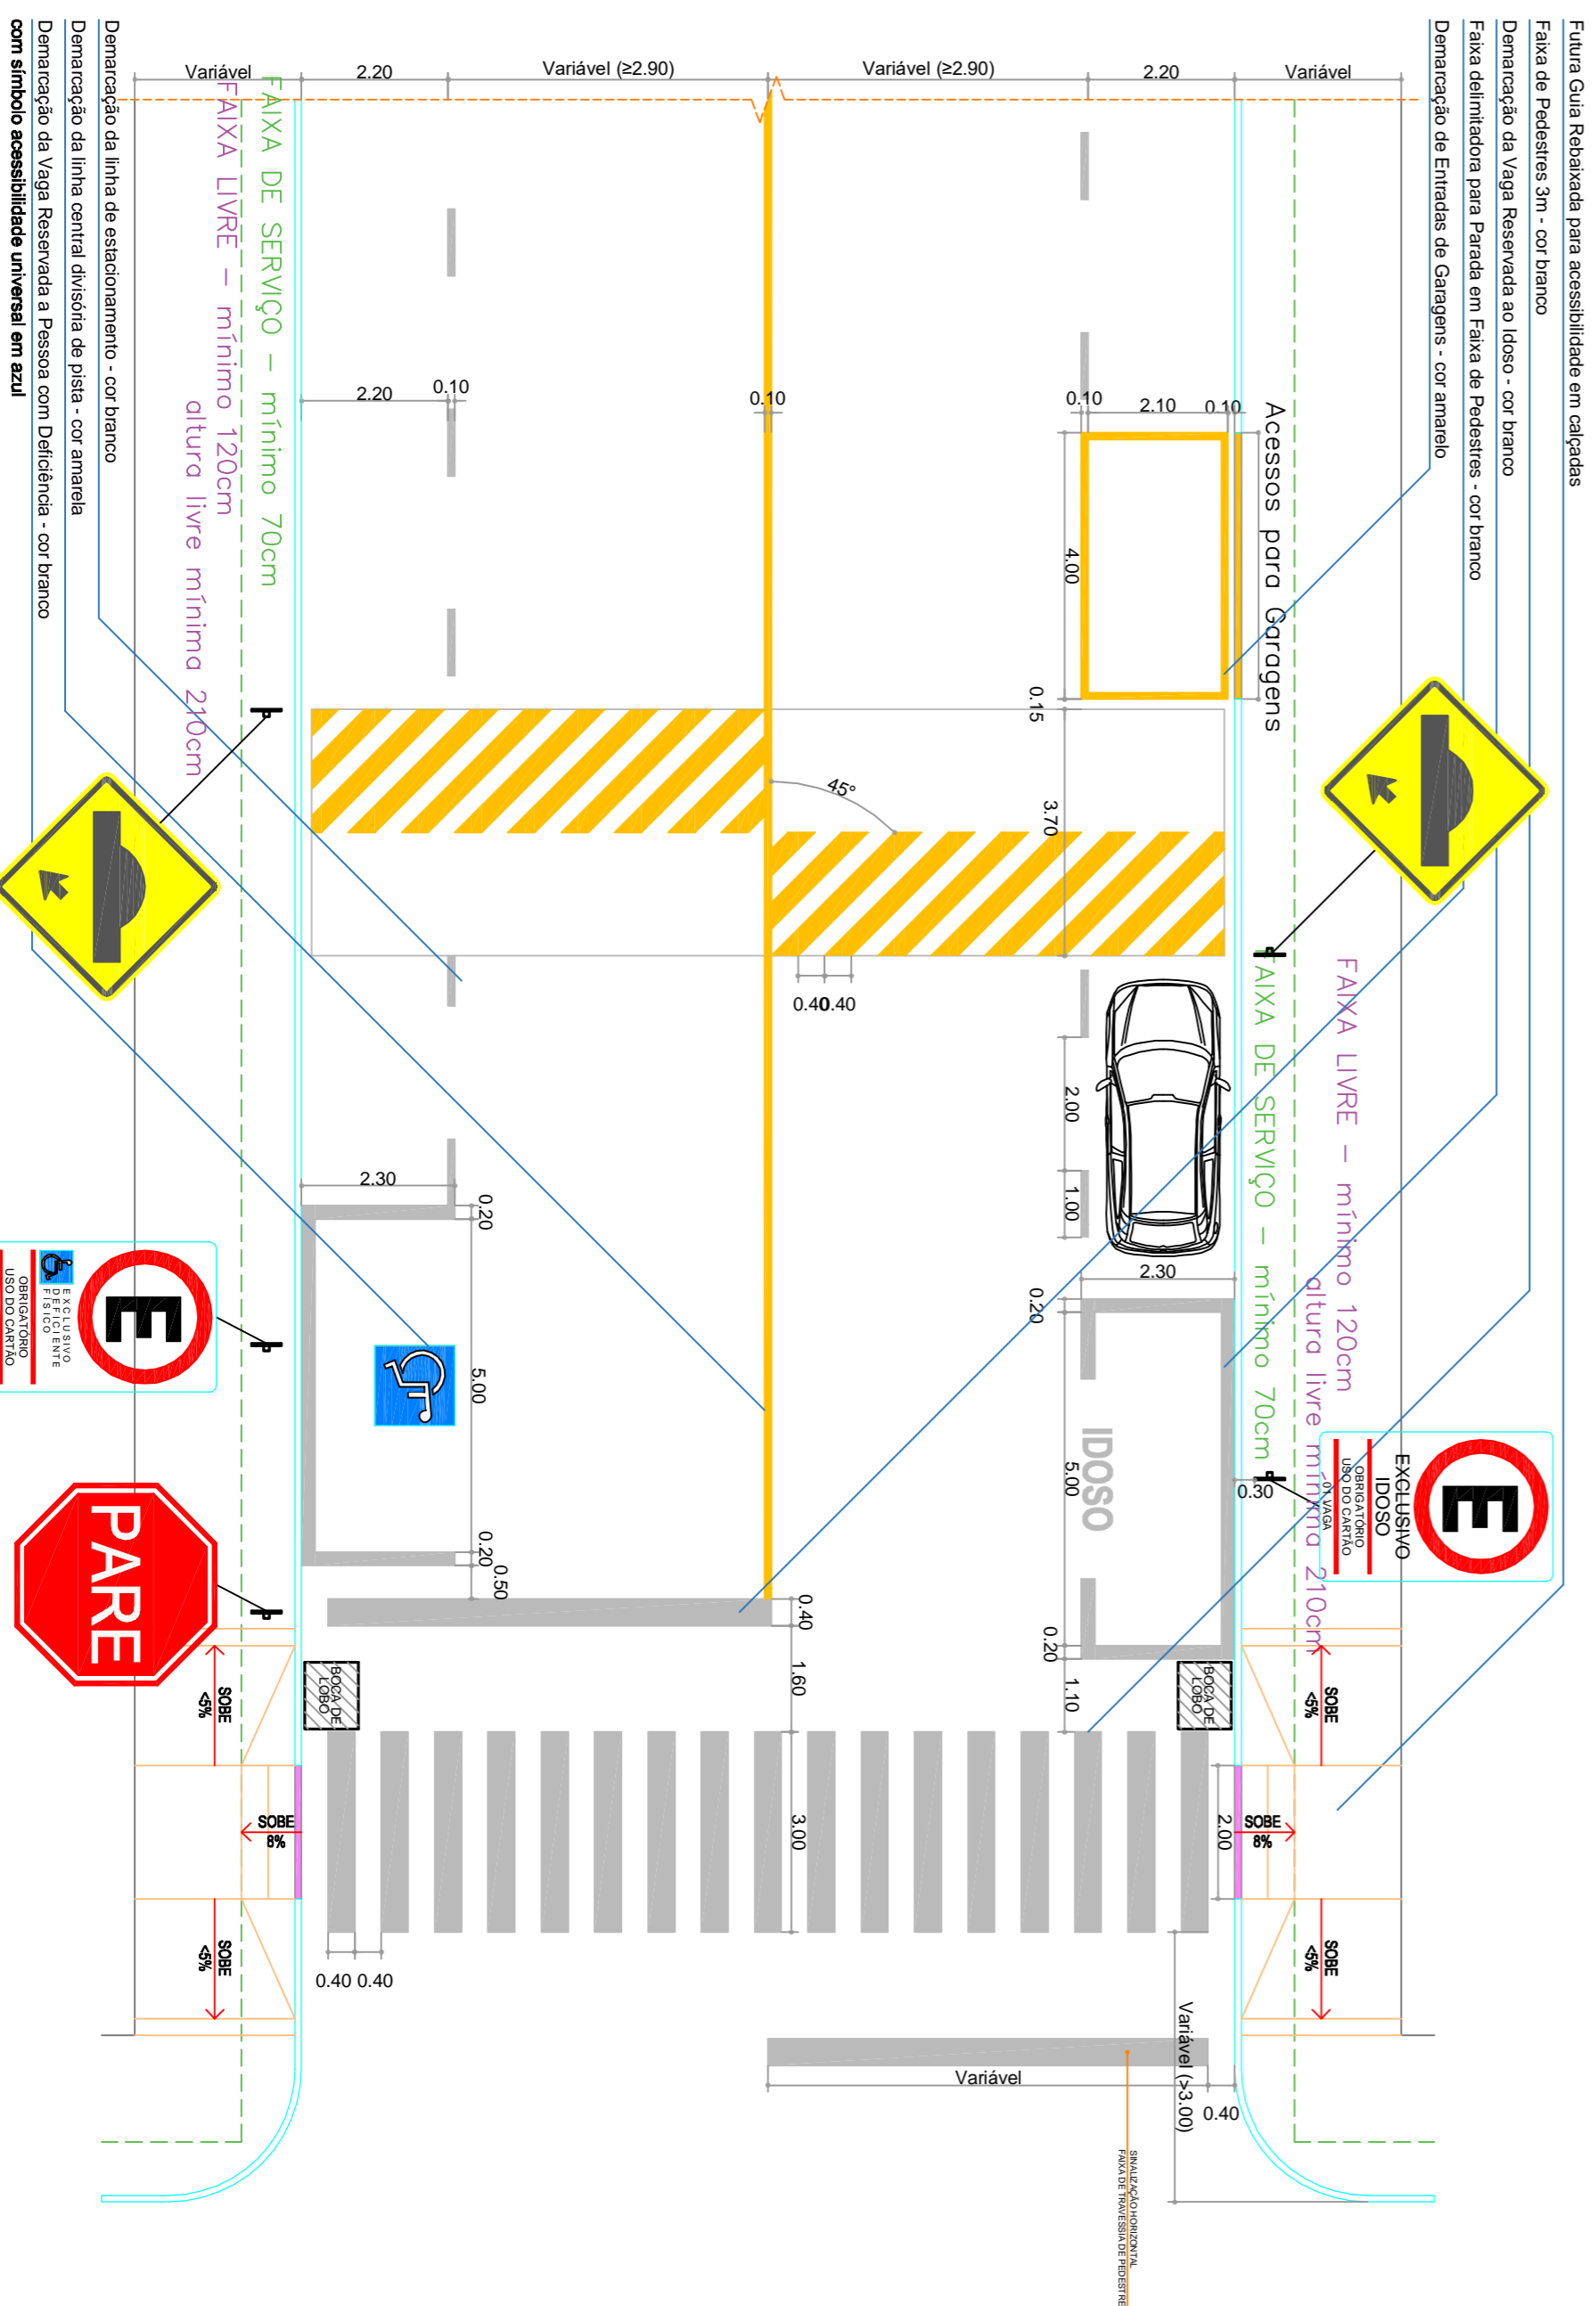 Futura Guia Rebaixada para acessibilidade em calçadas
Faixa de Pedestres 3m - cor branco
Demarcação da Vaga Reservada ao Idoso - cor branco
Faixa delimitadora para Parada em Faixa de Pedestres - cor branco
Demarcação de Entradas de Garagens - cor amarelo
Variável
2.20
Variável (≥2.90)
Variável (≥2.90)
2.20
Variável
FAIXA DE SERVIÇO - mínimo 70cm
FAIXA LIVRE - mínimo 120cm
altura livre mínima 210cm
Demarcação da linha de estacionamento - cor branco
Demarcação da linha central divisória de pista - cor amarela
Demarcação da Vaga Reservada a Pessoa com Deficiência - cor branco
com símbolo acessibilidade universal em azul
2.20
0.10
0.10
0.10
2.10
0.10
Acessos para Garagens
4.00
0.15
3.70
45°
0.40
0.40
FAIXA LIVRE - mínimo 120cm
altura livre mínima 210cm
FAIXA DE SERVIÇO - mínimo 70cm
2.00
1.00
2.30
0.20
5.00
0.20
0.50
2.30
0.20
5.00
0.20
1.10
IDOSO
0.30
E
EXCLUSIVO
IDOSO
OBRIGATÓRIO
USO DO CARTÃO
01 VAGA
E
EXCLUSIVO
DEFICIENTE
FÍSICO
OBRIGATÓRIO
USO DO CARTÃO
PARE
0.40
1.60
3.00
BOCA DE
LOBO
BOCA DE
LOBO
SOBE
<5%
SOBE
8%
SOBE
<5%
SOBE
<5%
SOBE
8%
SOBE
<5%
2.00
0.40
0.40
Variável
0.40
Variável (>3.00)
SINALIZAÇÃO HORIZONTAL
FAIXA DE TRAVESSIA DE PEDESTRE